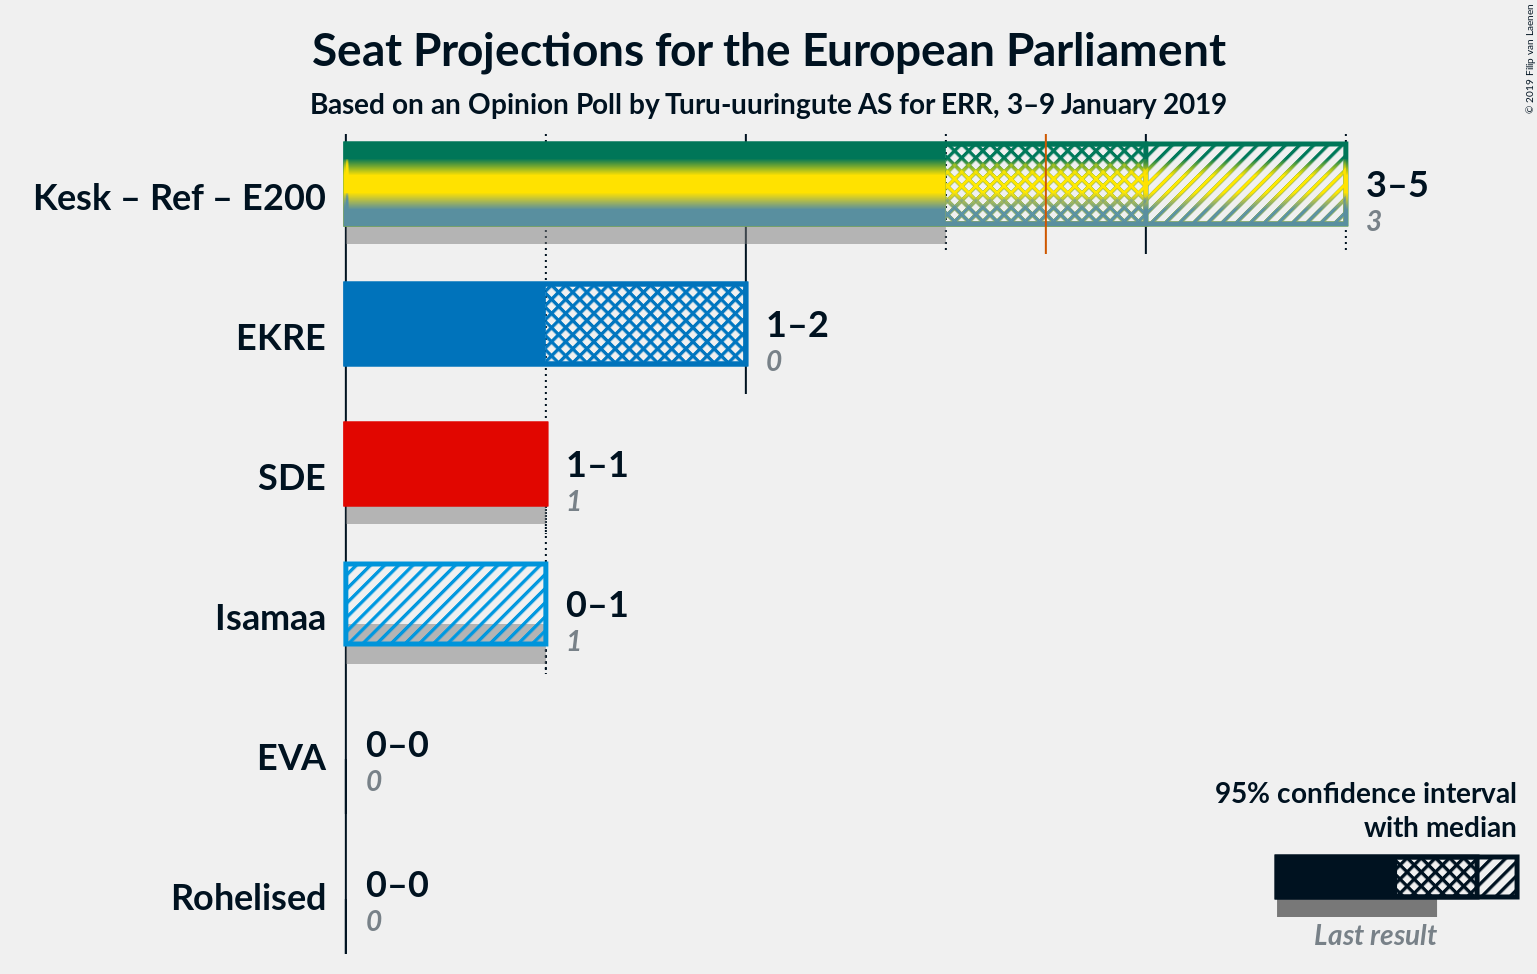 Seat Projections for the European Parliament
Based on an Opinion Poll by Turu-uuringute AS for ERR, 3–9 January 2019
© 2019 Filip van Laenen
Kesk – Ref – E200
3–5
3
EKRE
1–2
0
SDE
1–1
1
Isamaa
0–1
1
EVA
0–0
0
Rohelised
0–0
0
95% confidence interval
with median
Last result